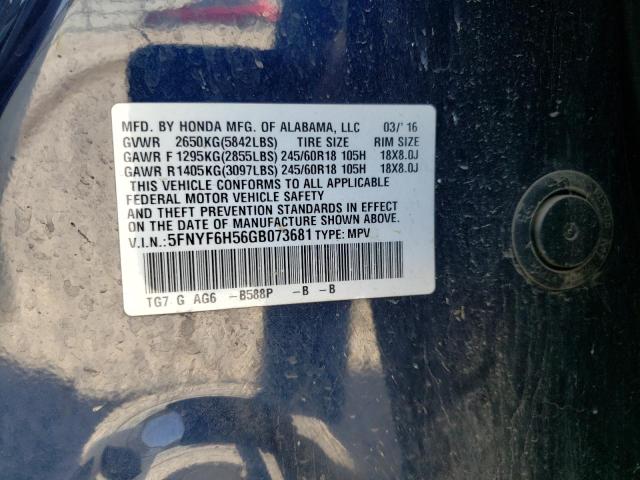 MFD. BY HONDA MFG. OF ALABAMA, LLC 03/'16
GVWR 2650KG(5842LBS) TIRE SIZE RIM SIZE
GAWR F 1295KG(2855LBS) 245/60R18 105H 18X8.0J
GAWR R1405KG(3097LBS) 245/60R18 105H 18X8.0J
THIS VEHICLE CONFORMS TO ALL APPLICABLE
FEDERAL MOTOR VEHICLE SAFETY
AND THEFT PREVENTION STANDARDS IN EFFECT
ON THE DATE OF MANUFACTURE SHOWN ABOVE.
V.I.N.:5FNYF6H56GB073681 TYPE: MPV
TG7 G AG6 -B588P -B -B